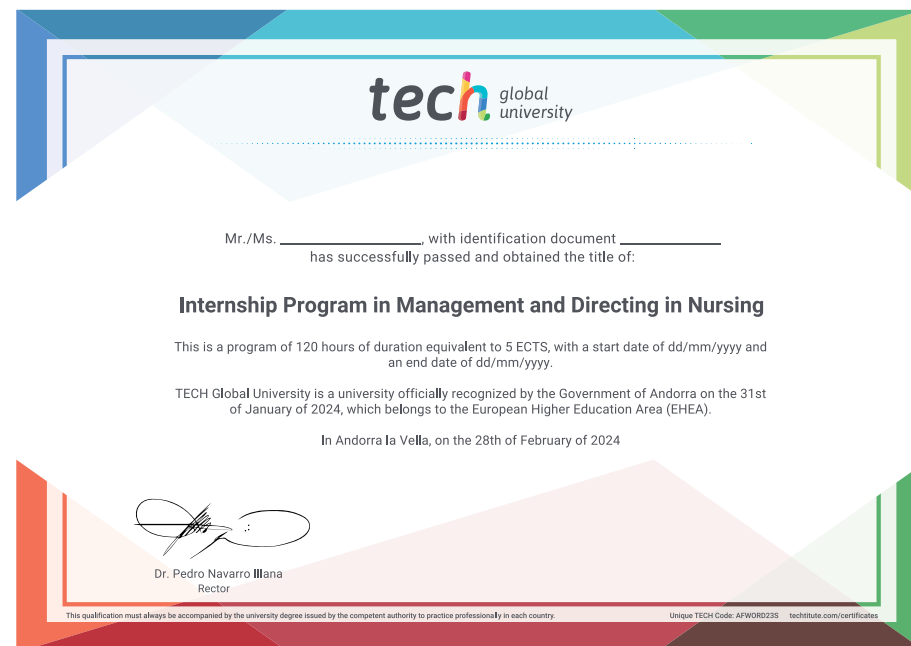 tech global
university
Mr./Ms. ____________________, with identification document ______________
has successfully passed and obtained the title of:
Internship Program in Management and Directing in Nursing
This is a program of 120 hours of duration equivalent to 5 ECTS, with a start date of dd/mm/yyyy and
an end date of dd/mm/yyyy.
TECH Global University is a university officially recognized by the Government of Andorra on the 31st
of January of 2024, which belongs to the European Higher Education Area (EHEA).
In Andorra la Vella, on the 28th of February of 2024
Dr. Pedro Navarro Illana
Rector
This qualification must always be accompanied by the university degree issued by the competent authority to practice professionally in each country.
Unique TECH Code: AFWORD23S techtitute.com/certificates